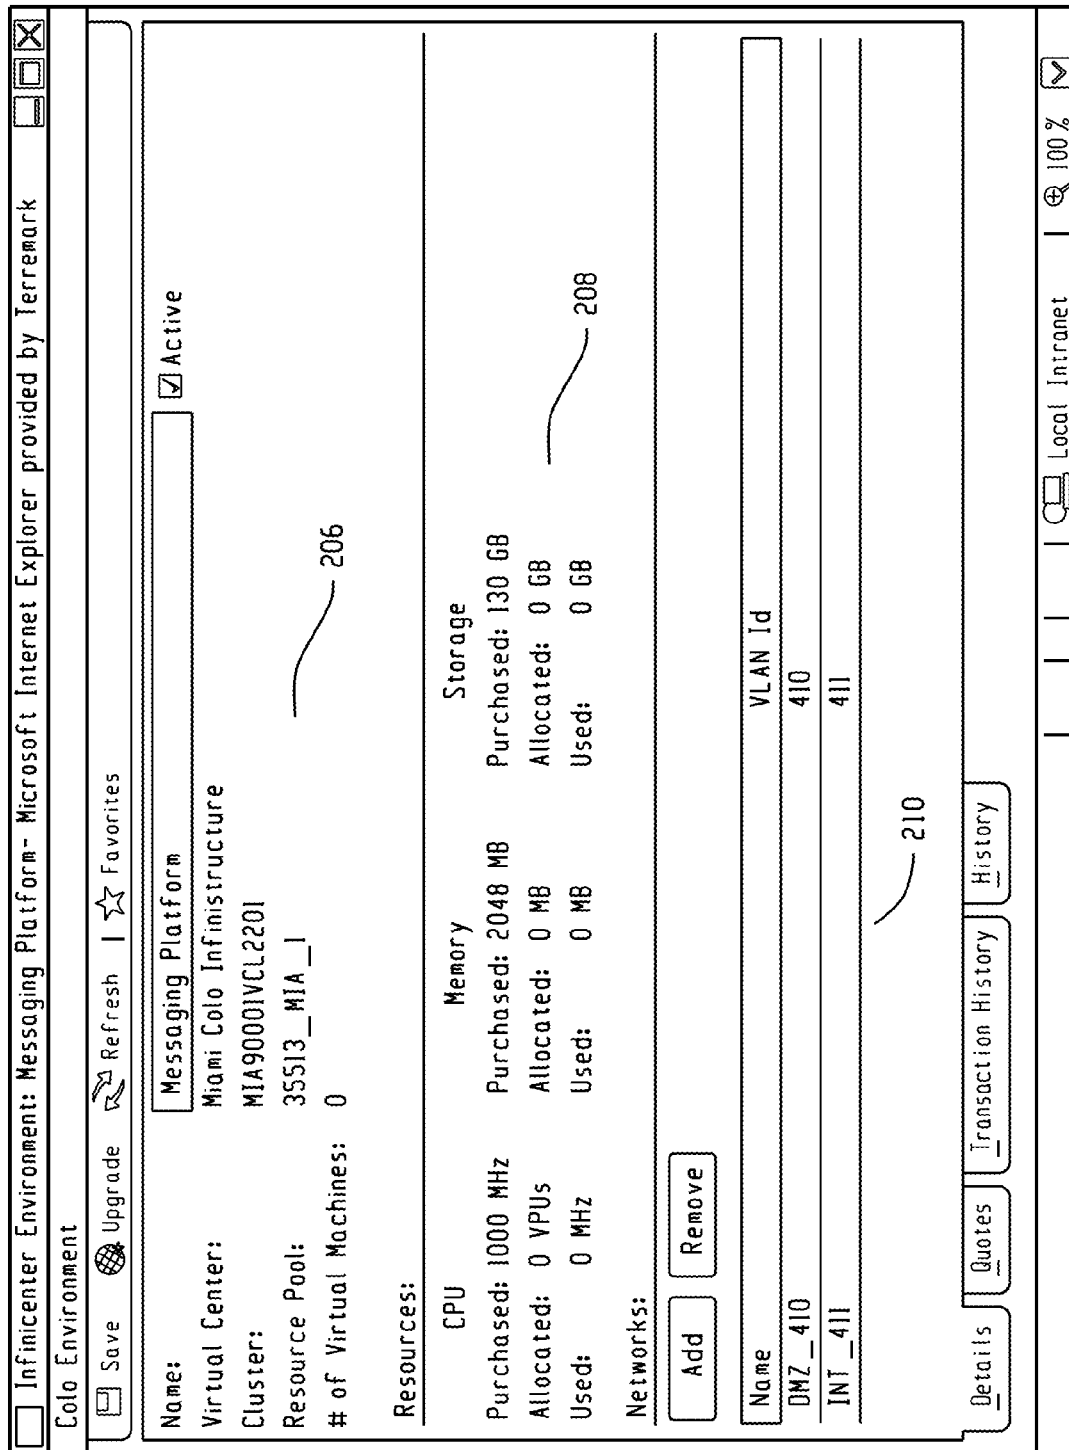 Infinicenter Environment: Messaging Platform- Microsoft Internet Explorer provided by Terremark
Colo Environment
Save Upgrade Refresh | Favorites
Name: Messaging Platform Active
Virtual Center: Miami Colo Infinistructure
Cluster: MIA90001VCL2201
Resource Pool: 35513_MIA_1
# of Virtual Machines: 0
206
Resources:
CPU Memory Storage
Purchased: 1000 MHz Purchased: 2048 MB Purchased: 130 GB
Allocated: 0 VPUs Allocated: 0 MB Allocated: 0 GB
Used: 0 MHz Used: 0 MB Used: 0 GB
208
Networks:
Add Remove
Name VLAN Id
DMZ_410 410
INT_411 411
210
Details Quotes Transaction History History
Local Intranet 100%